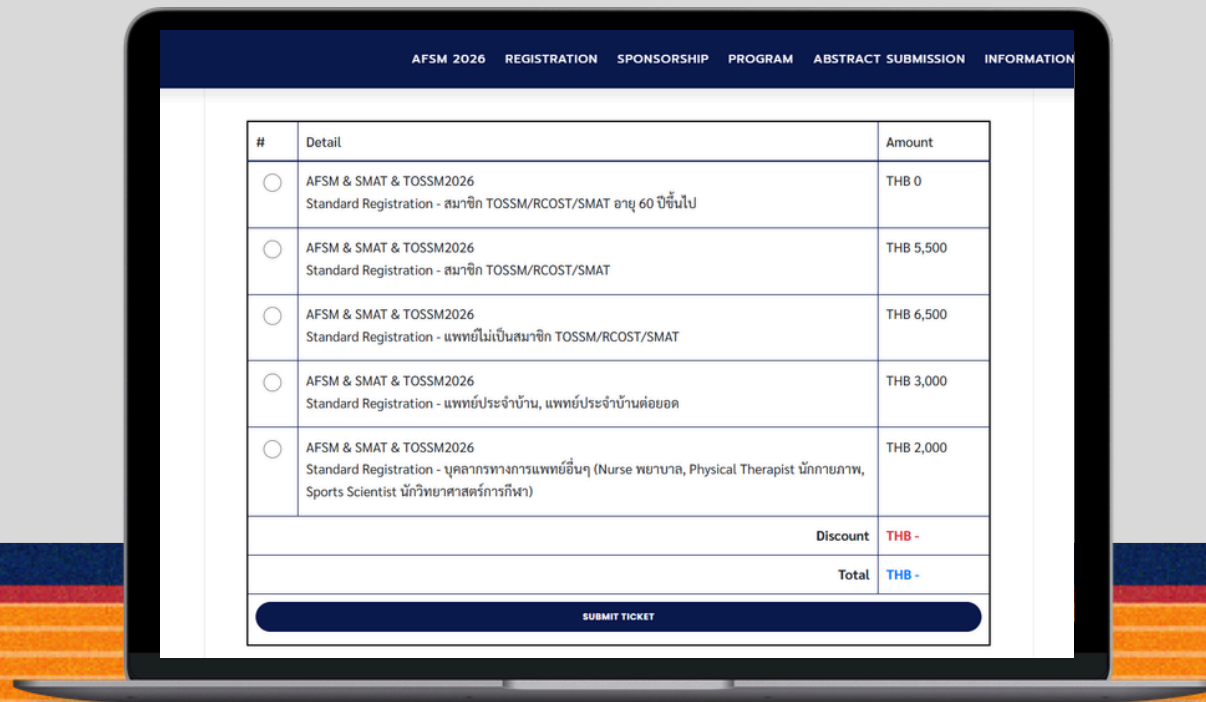 AFSM 2026 REGISTRATION SPONSORSHIP PROGRAM ABSTRACT SUBMISSION INFORMATION
# Detail Amount
AFSM & SMAT & TOSSM2026 THB 0
Standard Registration - สมาชิก TOSSM/RCOST/SMAT อายุ 60 ปีขึ้นไป
AFSM & SMAT & TOSSM2026 THB 5,500
Standard Registration - สมาชิก TOSSM/RCOST/SMAT
AFSM & SMAT & TOSSM2026 THB 6,500
Standard Registration - แพทย์ไม่เป็นสมาชิก TOSSM/RCOST/SMAT
AFSM & SMAT & TOSSM2026 THB 3,000
Standard Registration - แพทย์ประจำบ้าน, แพทย์ประจำบ้านต่อยอด
AFSM & SMAT & TOSSM2026 THB 2,000
Standard Registration - บุคลากรทางการแพทย์อื่นๆ (Nurse พยาบาล, Physical Therapist นักกายภาพ,
Sports Scientist นักวิทยาศาสตร์การกีฬา)
Discount THB -
Total THB -
SUBMIT TICKET